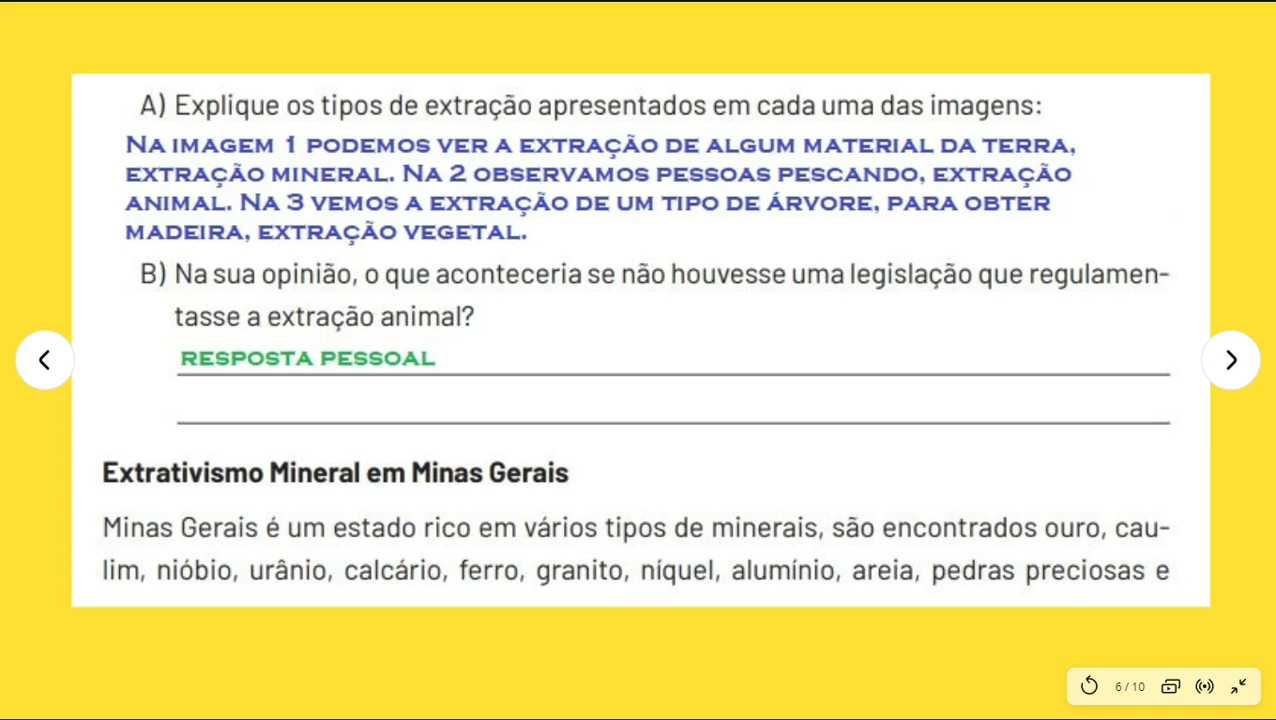 A) Explique os tipos de extração apresentados em cada uma das imagens:
NA IMAGEM 1 PODEMOS VER A EXTRAÇÃO DE ALGUM MATERIAL DA TERRA,
EXTRAÇÃO MINERAL. NA 2 OBSERVAMOS PESSOAS PESCANDO, EXTRAÇÃO
ANIMAL. NA 3 VEMOS A EXTRAÇÃO DE UM TIPO DE ÁRVORE, PARA OBTER
MADEIRA, EXTRAÇÃO VEGETAL.
B) Na sua opinião, o que aconteceria se não houvesse uma legislação que regulamen-
tasse a extração animal?
RESPOSTA PESSOAL
Extrativismo Mineral em Minas Gerais
Minas Gerais é um estado rico em vários tipos de minerais, são encontrados ouro, cau-
lim, nióbio, urânio, calcário, ferro, granito, níquel, alumínio, areia, pedras preciosas e
6 / 10